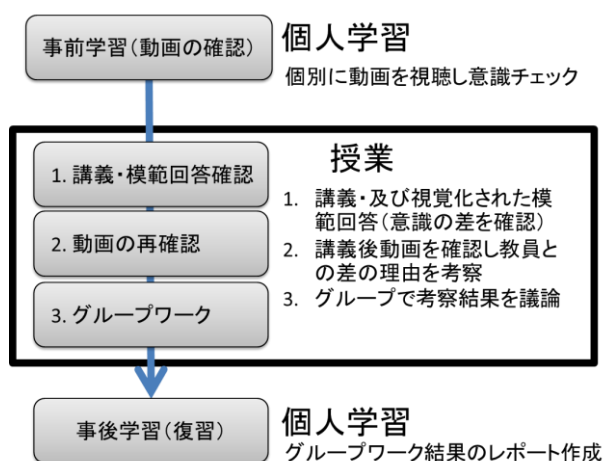 事前学習(動画の確認)
個人学習
個別に動画を視聴し意識チェック
1. 講義・模範回答確認
2. 動画の再確認
3. グループワーク
授業
1. 講義・及び視覚化された模
範回答(意識の差を確認)
2. 講義後動画を確認し教員と
の差の理由を考察
3. グループで考察結果を議論
事後学習(復習)
個人学習
グループワーク結果のレポート作成